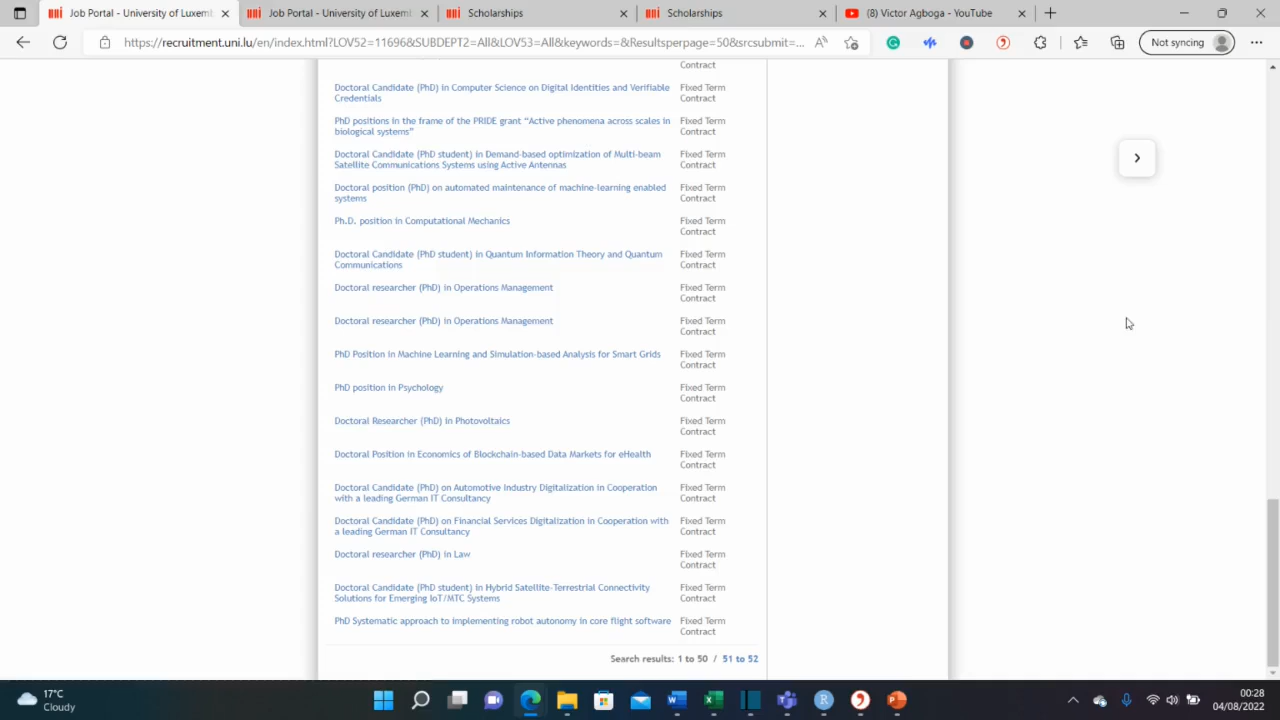 Job Portal - University of Luxem
Job Portal - University of Luxem
Job Portal
Job Portal
(8) Victor Agboga - YouTube
https://recruitment.uni.lu/en/index.html?LOV52=11696&SUBDEPT2=All&LOV53=All&keywords=&Resultsperpage=50&srcsubmit=...
Not syncing
Contract
Doctoral Candidate (PhD) in Computer Science on Digital Identities and Verifiable
Credentials
Fixed Term
Contract
PhD positions in the frame of the PRIDE grant “Active phenomena across scales in
biological systems”
Fixed Term
Contract
Doctoral Candidate (PhD student) in Demand-based optimization of Multi-beam
Satellite Communications Systems using Active Antennas
Fixed Term
Contract
Doctoral position (PhD) on automated maintenance of machine-learning enabled
systems
Fixed Term
Contract
Ph.D. position in Computational Mechanics
Fixed Term
Contract
Doctoral Candidate (PhD student) in Quantum Information Theory and Quantum
Communications
Fixed Term
Contract
Doctoral researcher (PhD) in Operations Management
Fixed Term
Contract
Doctoral researcher (PhD) in Operations Management
Fixed Term
Contract
PhD Position in Machine Learning and Simulation-based Analysis for Smart Grids
Fixed Term
Contract
PhD position in Psychology
Fixed Term
Contract
Doctoral Researcher (PhD) in Photovoltaics
Fixed Term
Contract
Doctoral Position in Economics of Blockchain-based Data Markets for eHealth
Fixed Term
Contract
Doctoral Candidate (PhD) on Automotive Industry Digitalization in Cooperation
with a leading German IT Consultancy
Fixed Term
Contract
Doctoral Candidate (PhD) on Financial Services Digitalization in Cooperation with
a leading German IT Consultancy
Fixed Term
Contract
Doctoral researcher (PhD) in Law
Fixed Term
Contract
Doctoral Candidate (PhD student) in Hybrid Satellite-Terrestrial Connectivity
Solutions for Emerging IoT/MTC Systems
Fixed Term
Contract
PhD Systematic approach to implementing robot autonomy in core flight software
Fixed Term
Contract
Search results: 1 to 50 / 51 to 52
17°C
Cloudy
00:28
04/08/2022